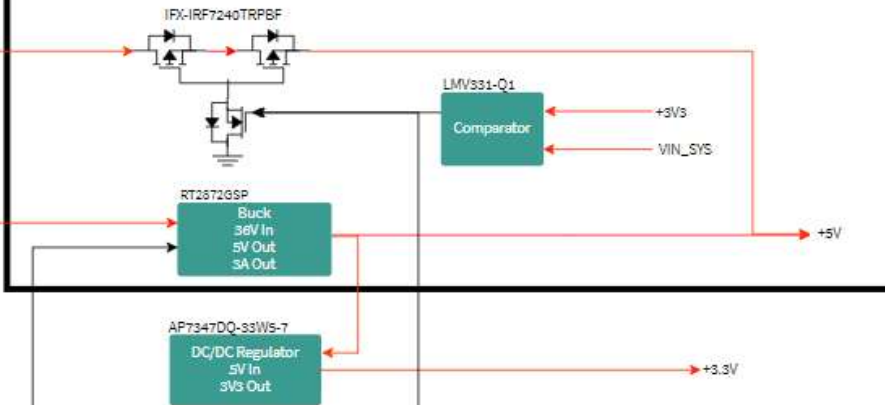 IFX-IRF7240TRPBF
LMV331-Q1
Comparator
+3V3
VIN_SYS
RT2872GSP
Buck
36V In
5V Out
3A Out
+5V
AP7347DQ-33W5-7
DC/DC Regulator
5V In
3V3 Out
+3.3V